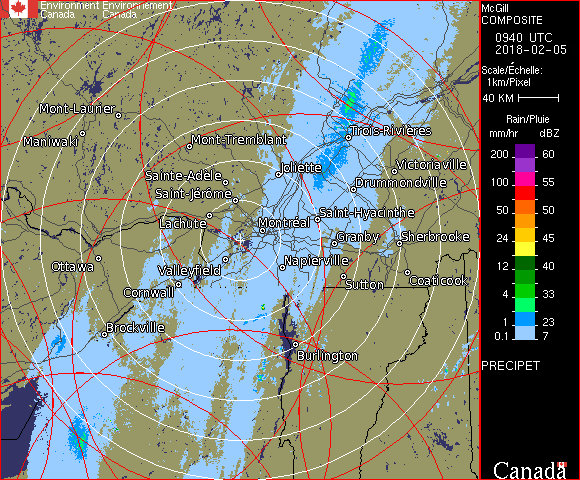 Environment Environnement
Canada Canada
McGill
COMPOSITE
0940 UTC
2018-02-05
Scale/Échelle:
1km/Pixel
40 KM
Rain/Pluie
mm/hr dBZ
200 60
100 55
50 50
24 45
12 40
4 33
1 23
0.1 7
PRECIPET
Canada
Mont-Laurier
Maniwaki
Mont-Tremblant
Trois-Rivières
Joliette
Victoriaville
Sainte-Adèle
Drummondville
Saint-Jérôme
Saint-Hyacinthe
Lachute
Montréal
Granby
Sherbrooke
Ottawa
Valleyfield
Napierville
Sutton
Coaticook
Cornwall
Brockville
Burlington